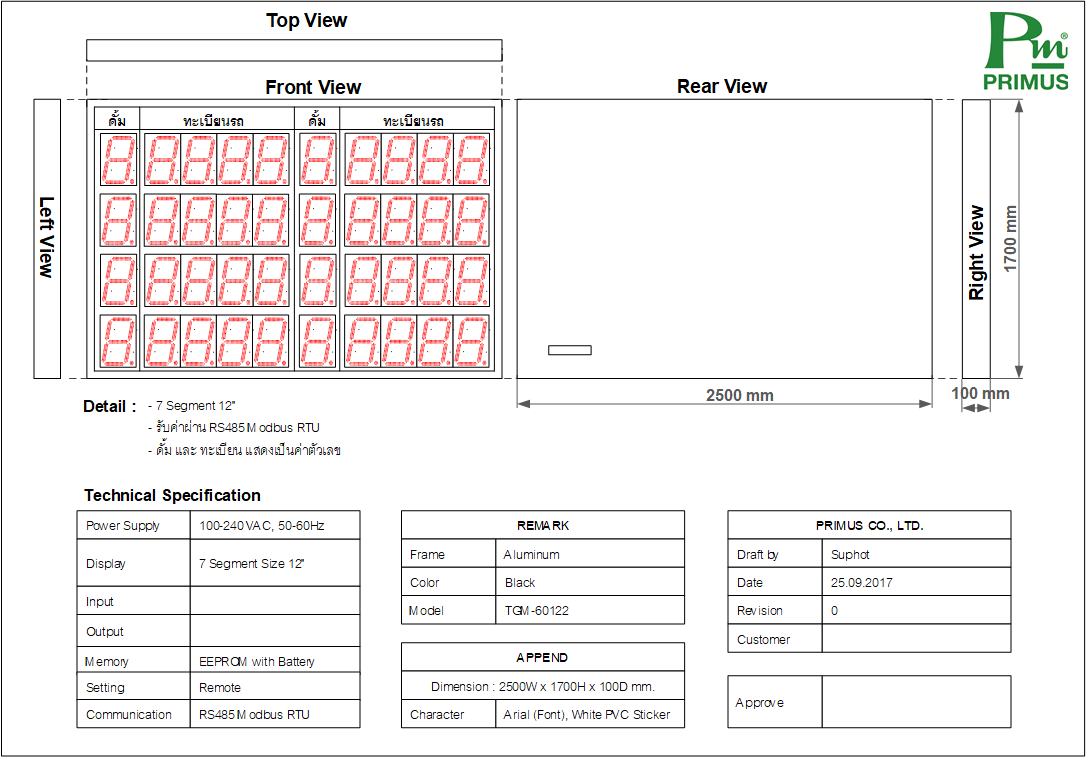 Top View
Pm®
PRIMUS
Front View
Rear View
ดั้ม ทะเบียนรถ ดั้ม ทะเบียนรถ
Left View
Right View
1700 mm
2500 mm
100 mm
Detail : - 7 Segment 12"
- รับค่าผ่าน RS485 Modbus RTU
- ดั้ม และ ทะเบียน แสดงเป็นค่าตัวเลข
Technical Specification
Power Supply 100-240 VAC, 50-60Hz
Display 7 Segment Size 12"
Input
Output
Memory EEPROM with Battery
Setting Remote
Communication RS485 Modbus RTU
REMARK
Frame Aluminum
Color Black
Model TGM-60122
APPEND
Dimension : 2500W x 1700H x 100D mm.
Character Arial (Font), White PVC Sticker
PRIMUS CO., LTD.
Draft by Suphot
Date 25.09.2017
Revision 0
Customer
Approve